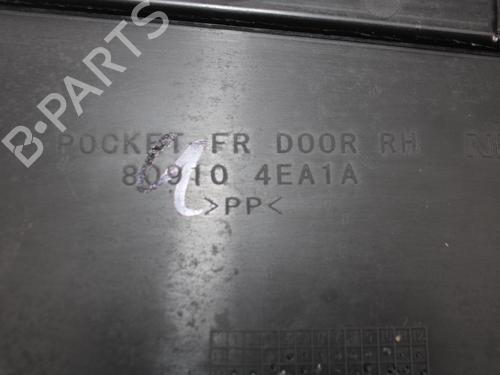 B-PARTS
POCKET FR DOOR RH
80910 4EA1A
>PP<